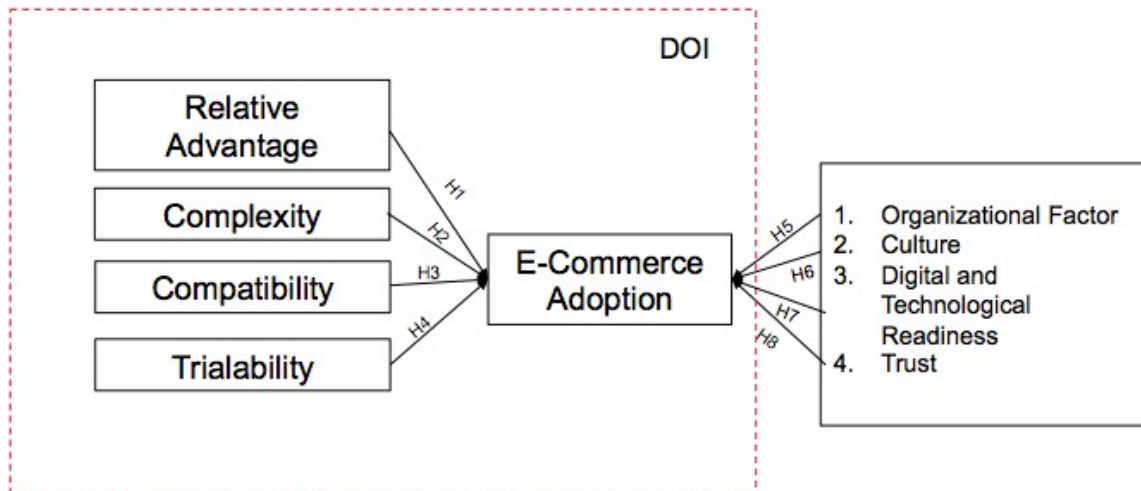 DOI
Relative
Advantage
H1
Complexity
H2
Compatibility
H3
Trialability
H4
E-Commerce
Adoption
H5
H6
H7
H8
1. Organizational Factor
2. Culture
3. Digital and
Technological
Readiness
4. Trust